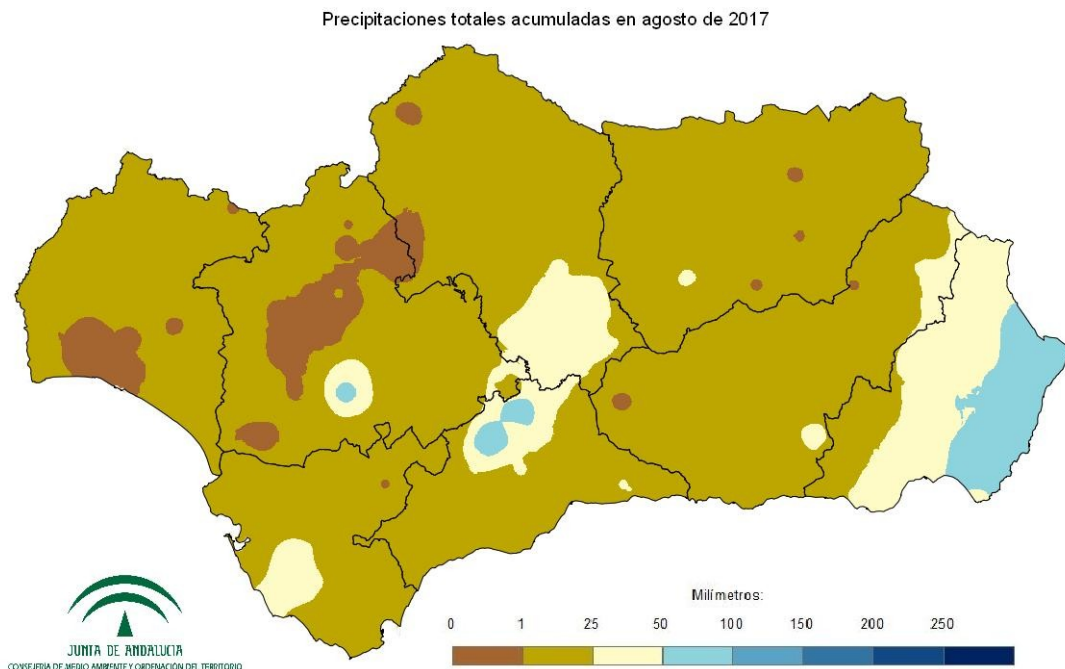 Precipitaciones totales acumuladas en agosto de 2017
Milímetros:
0 1 25 50 100 150 200 250
JUNTA DE ANDALUCIA
CONSEJERIA DE MEDIO AMBIENTE Y ORDENACIÓN DEL TERRITORIO